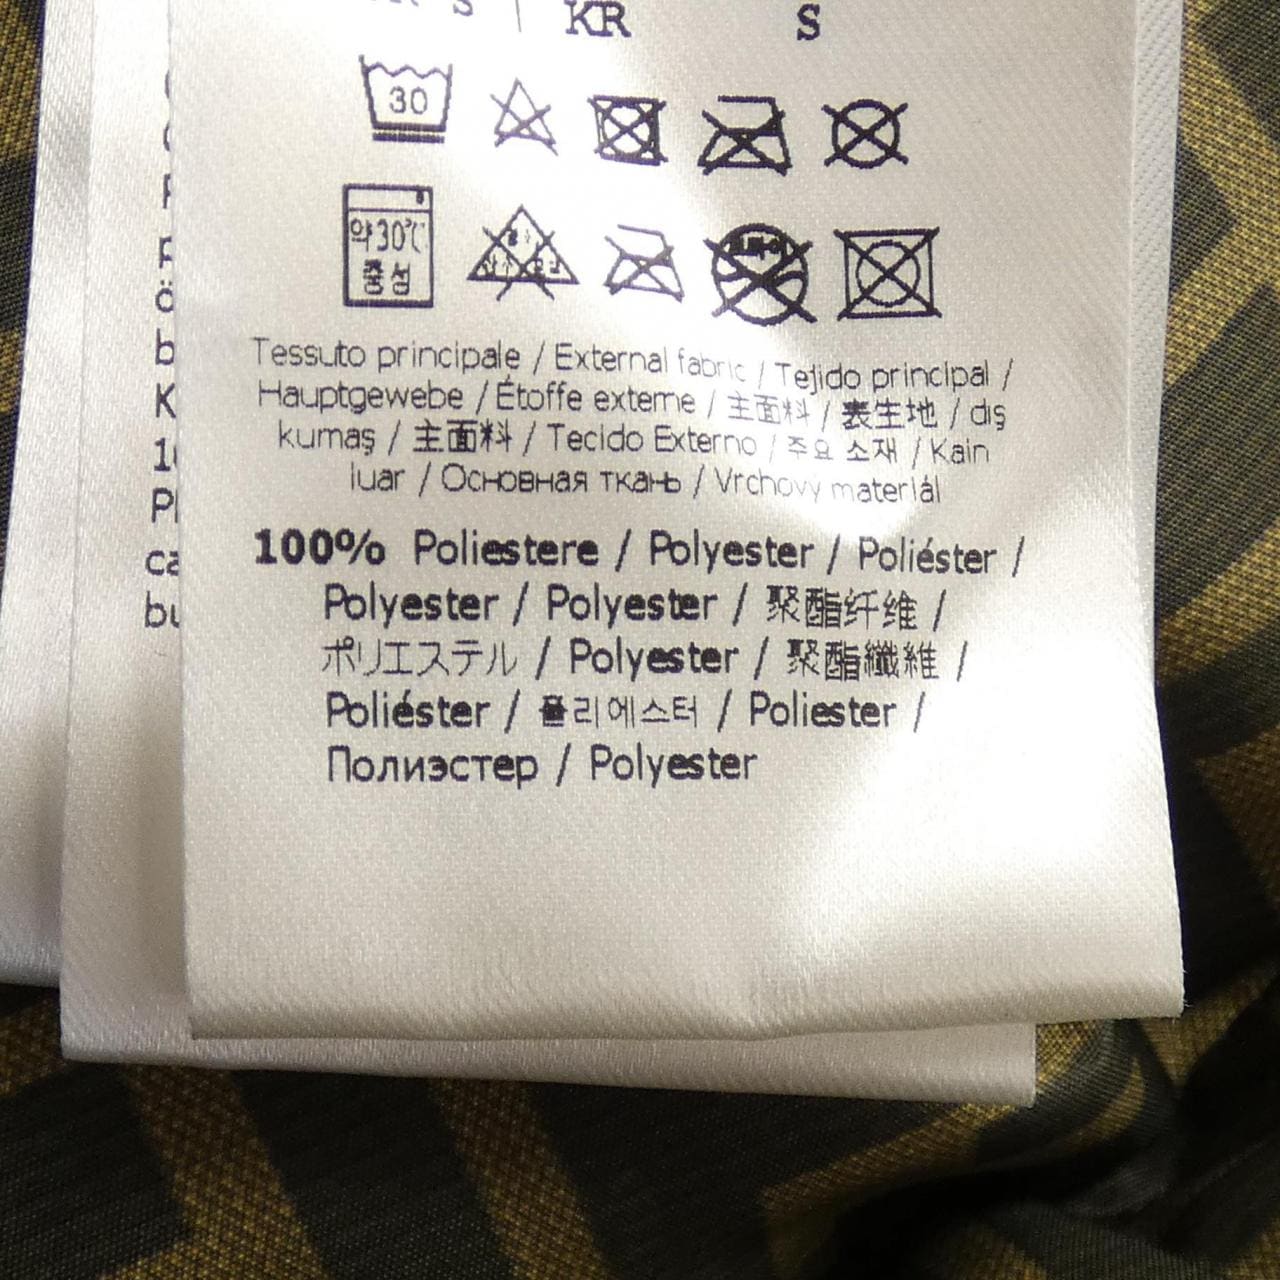 KR S
30
약30℃
중성
Tessuto principale / External fabric / Tejido principal /
Hauptgewebe / Étoffe externe / 主面料 / 表生地 / dış
kumaş / 主面料 / Tecido Externo / 주요 소재 / Kain
luar / Основная ткань / Vrchový materiál
100% Poliestere / Polyester / Poliéster /
Polyester / Polyester / 聚酯纤维 /
ポリエステル / Polyester / 聚酯纖維 /
Poliéster / 폴리에스터 / Poliester /
Полиэстер / Polyester